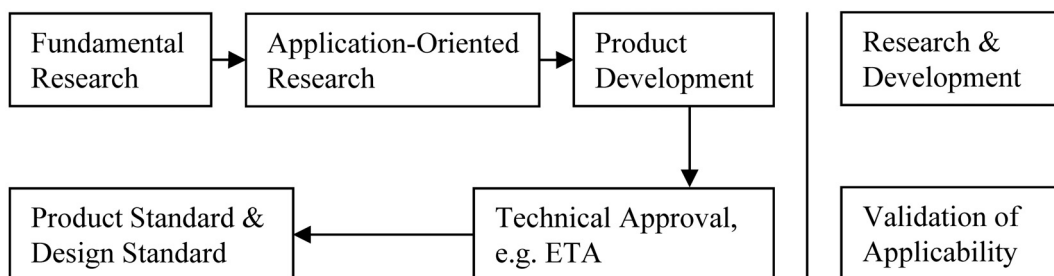 Fundamental
Research
Application-Oriented
Research
Product
Development
Research &
Development
Product Standard &
Design Standard
Technical Approval,
e.g. ETA
Validation of
Applicability